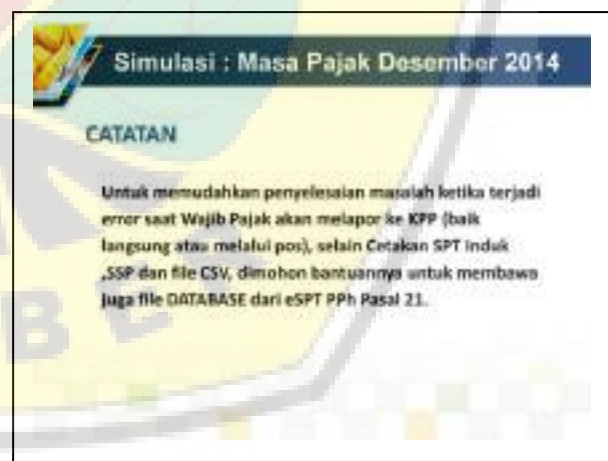 Simulasi : Masa Pajak Desember 2014
CATATAN
Untuk memudahkan penyelesaian masalah ketika terjadi
error saat Wajib Pajak akan melapor ke KPP (baik
langsung atau melalui pos), selain Cetakan SPT Induk
,SSP dan file CSV, dimohon bantuannya untuk membawa
juga file DATABASE dari eSPT PPh Pasal 21.
BER